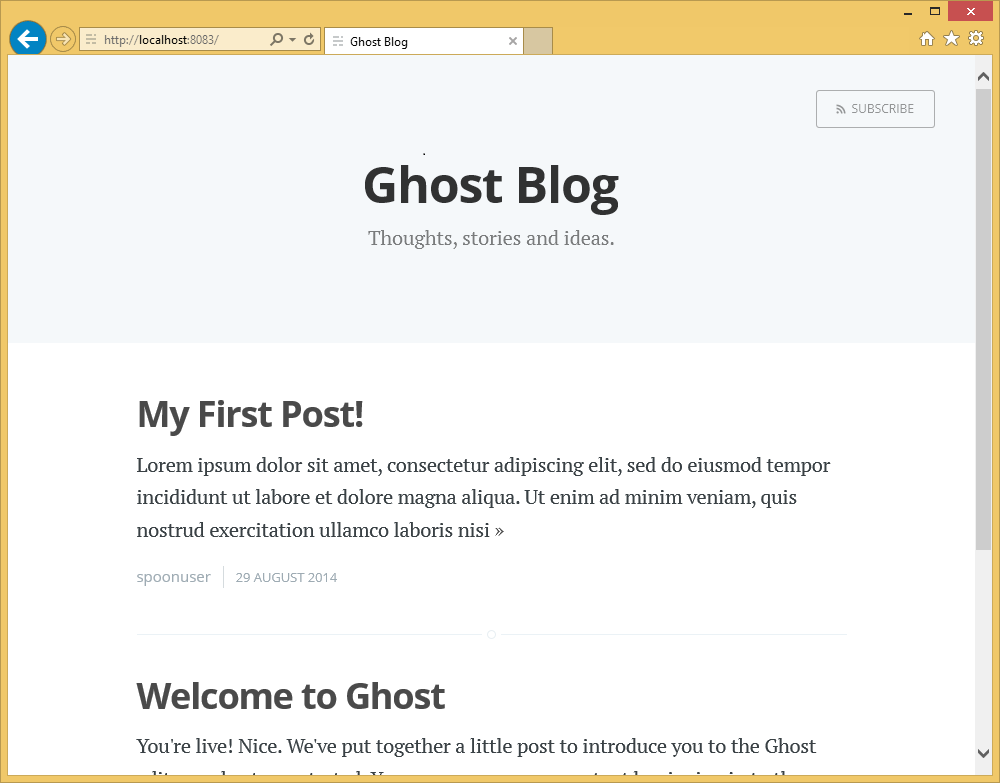 http://localhost:8083/
Ghost Blog
SUBSCRIBE
Ghost Blog
Thoughts, stories and ideas.
My First Post!
Lorem ipsum dolor sit amet, consectetur adipiscing elit, sed do eiusmod tempor
incididunt ut labore et dolore magna aliqua. Ut enim ad minim veniam, quis
nostrud exercitation ullamco laboris nisi »
spoonuser
29 AUGUST 2014
Welcome to Ghost
You're live! Nice. We've put together a little post to introduce you to the Ghost